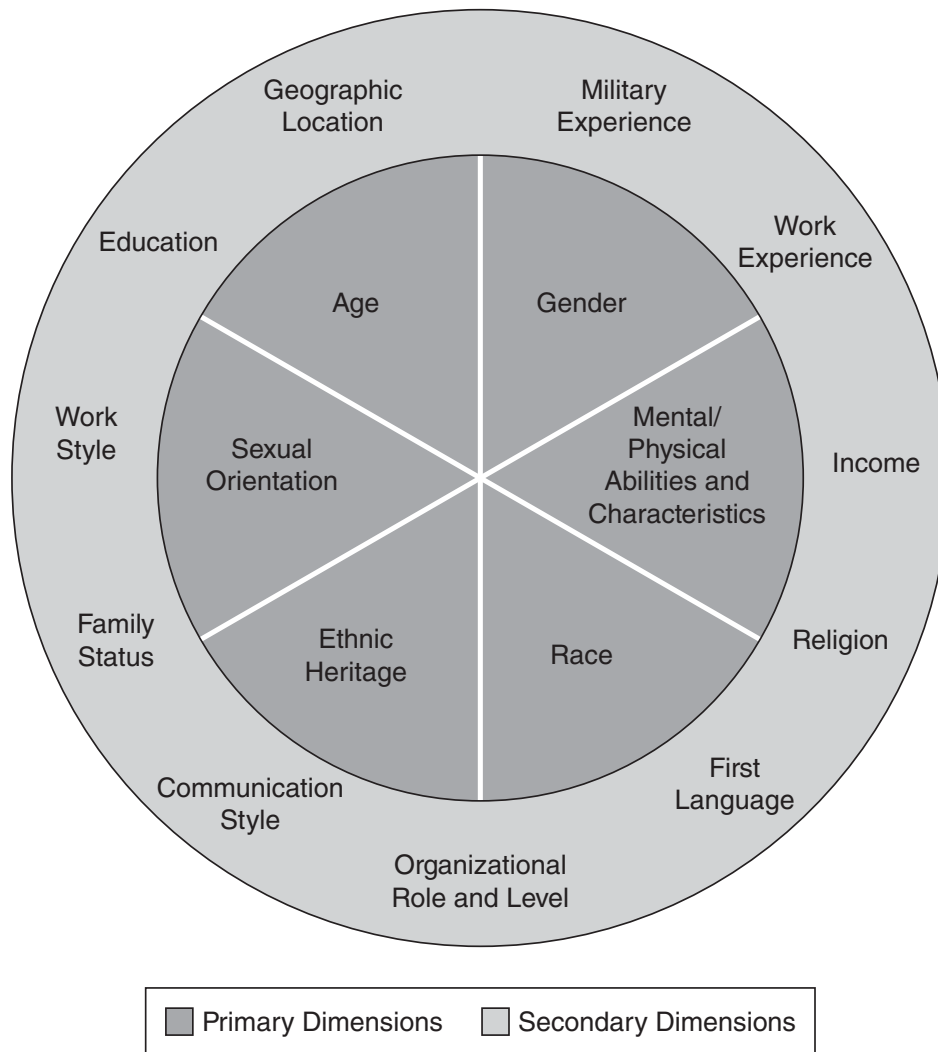 Geographic
Location
Military
Experience
Education
Work
Experience
Age
Gender
Work
Style
Sexual
Orientation
Mental/
Physical
Abilities and
Characteristics
Income
Family
Status
Ethnic
Heritage
Race
Religion
Communication
Style
First
Language
Organizational
Role and Level
Primary Dimensions
Secondary Dimensions